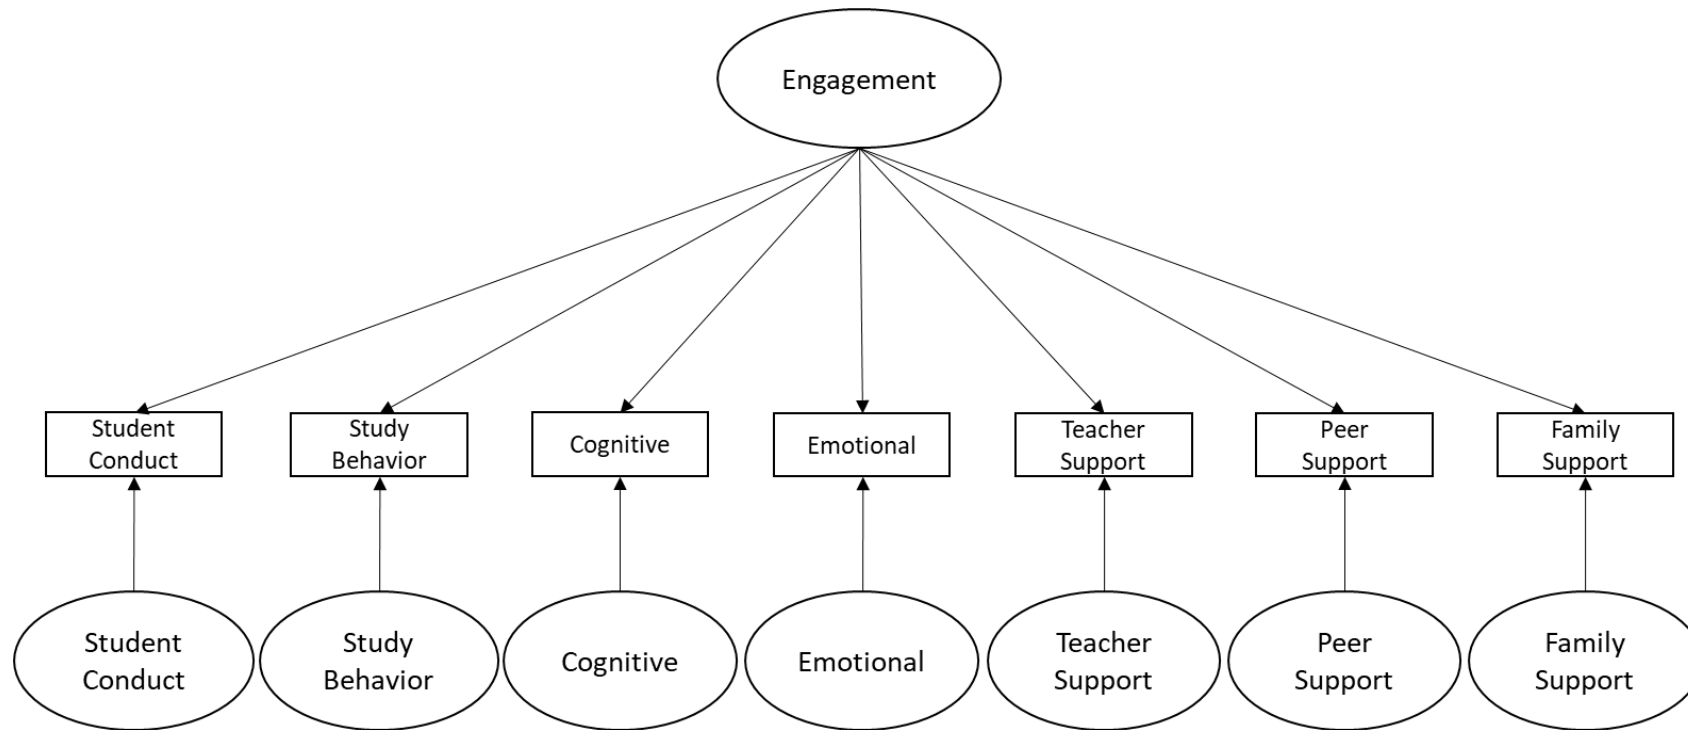 Engagement
Student
Conduct
Study
Behavior
Cognitive
Emotional
Teacher
Support
Peer
Support
Family
Support
Student
Conduct
Study
Behavior
Cognitive
Emotional
Teacher
Support
Peer
Support
Family
Support